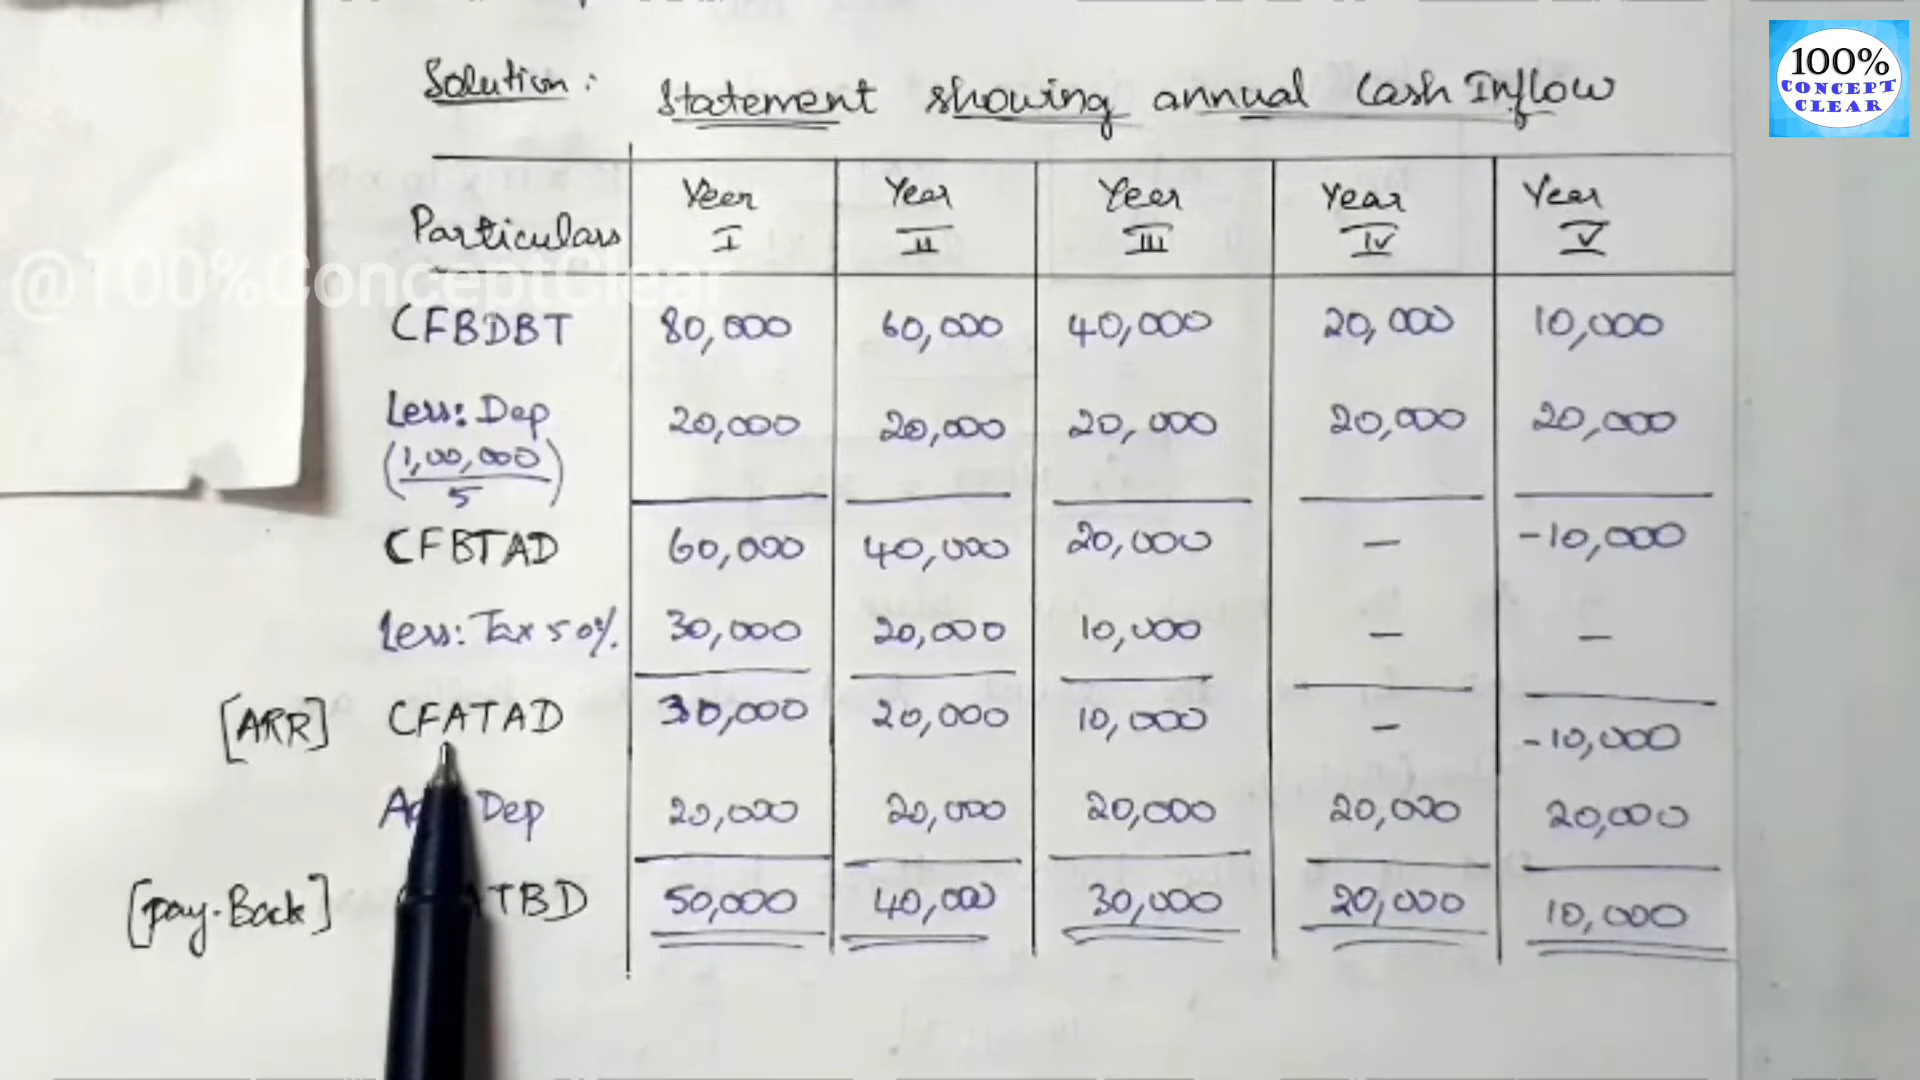 100%
CONCEPT
CLEAR
Solution: Statement showing annual Cash Inflow
Particulars Year I Year II Year III Year IV Year V
@100%ConceptClear
CFBDBT 80,000 60,000 40,000 20,000 10,000
Less: Dep 20,000 20,000 20,000 20,000 20,000
(1,00,000/5)
CFBTAD 60,000 40,000 20,000 — -10,000
Less: Tax 50%. 30,000 20,000 10,000 — —
[ARR] CFATAD 30,000 20,000 10,000 - -10,000
Dep 20,000 20,000 20,000 20,000 20,000
[pay-Back] TBD 50,000 40,000 30,000 20,000 10,000